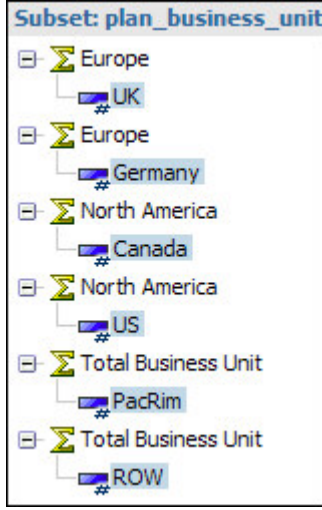 Subset: plan_business_unit
Europe
UK
Europe
Germany
North America
Canada
North America
US
Total Business Unit
PacRim
Total Business Unit
ROW